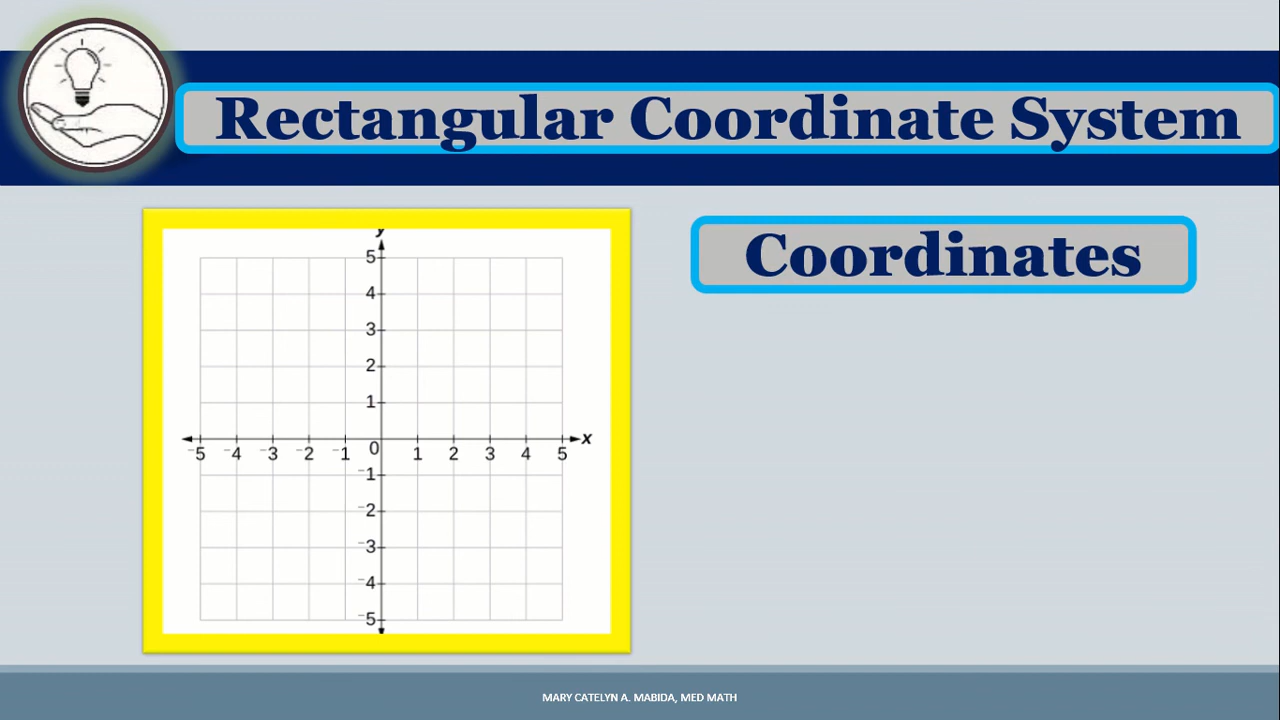 Rectangular Coordinate System
Coordinates
y
5
4
3
2
1
x
⁻5 ⁻4 ⁻3 ⁻2 ⁻1 0 1 2 3 4 5
⁻1
⁻2
⁻3
⁻4
⁻5
MARY CATELYN A. MABIDA, MED MATH